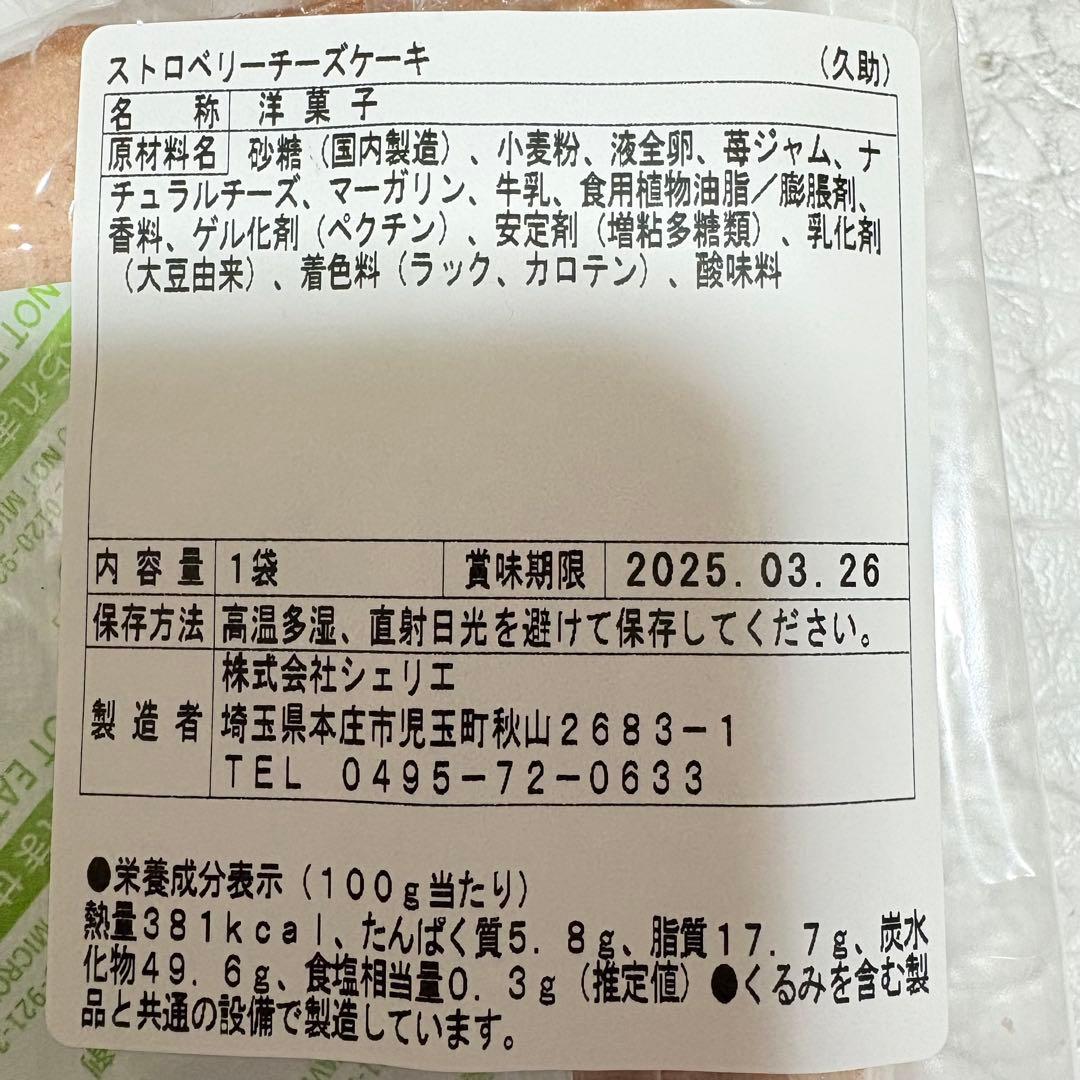 ストロベリーチーズケーキ (久助)
名称 洋菓子
原材料名 砂糖(国内製造)、小麦粉、液全卵、苺ジャム、ナ
チュラルチーズ、マーガリン、牛乳、食用植物油脂/膨脹剤、
香料、ゲル化剤(ペクチン)、安定剤(増粘多糖類)、乳化剤
(大豆由来)、着色料(ラック、カロテン)、酸味料
内容量 1袋 賞味期限 2025.03.26
保存方法 高温多湿、直射日光を避けて保存してください。
製造者 株式会社シェリエ
埼玉県本庄市児玉町秋山2683-1
TEL 0495-72-0633
●栄養成分表示(100g当たり)
熱量381kcal、たんぱく質5.8g、脂質17.7g、炭水
化物49.6g、食塩相当量0.3g(推定値)●くるみを含む製
品と共通の設備で製造しています。